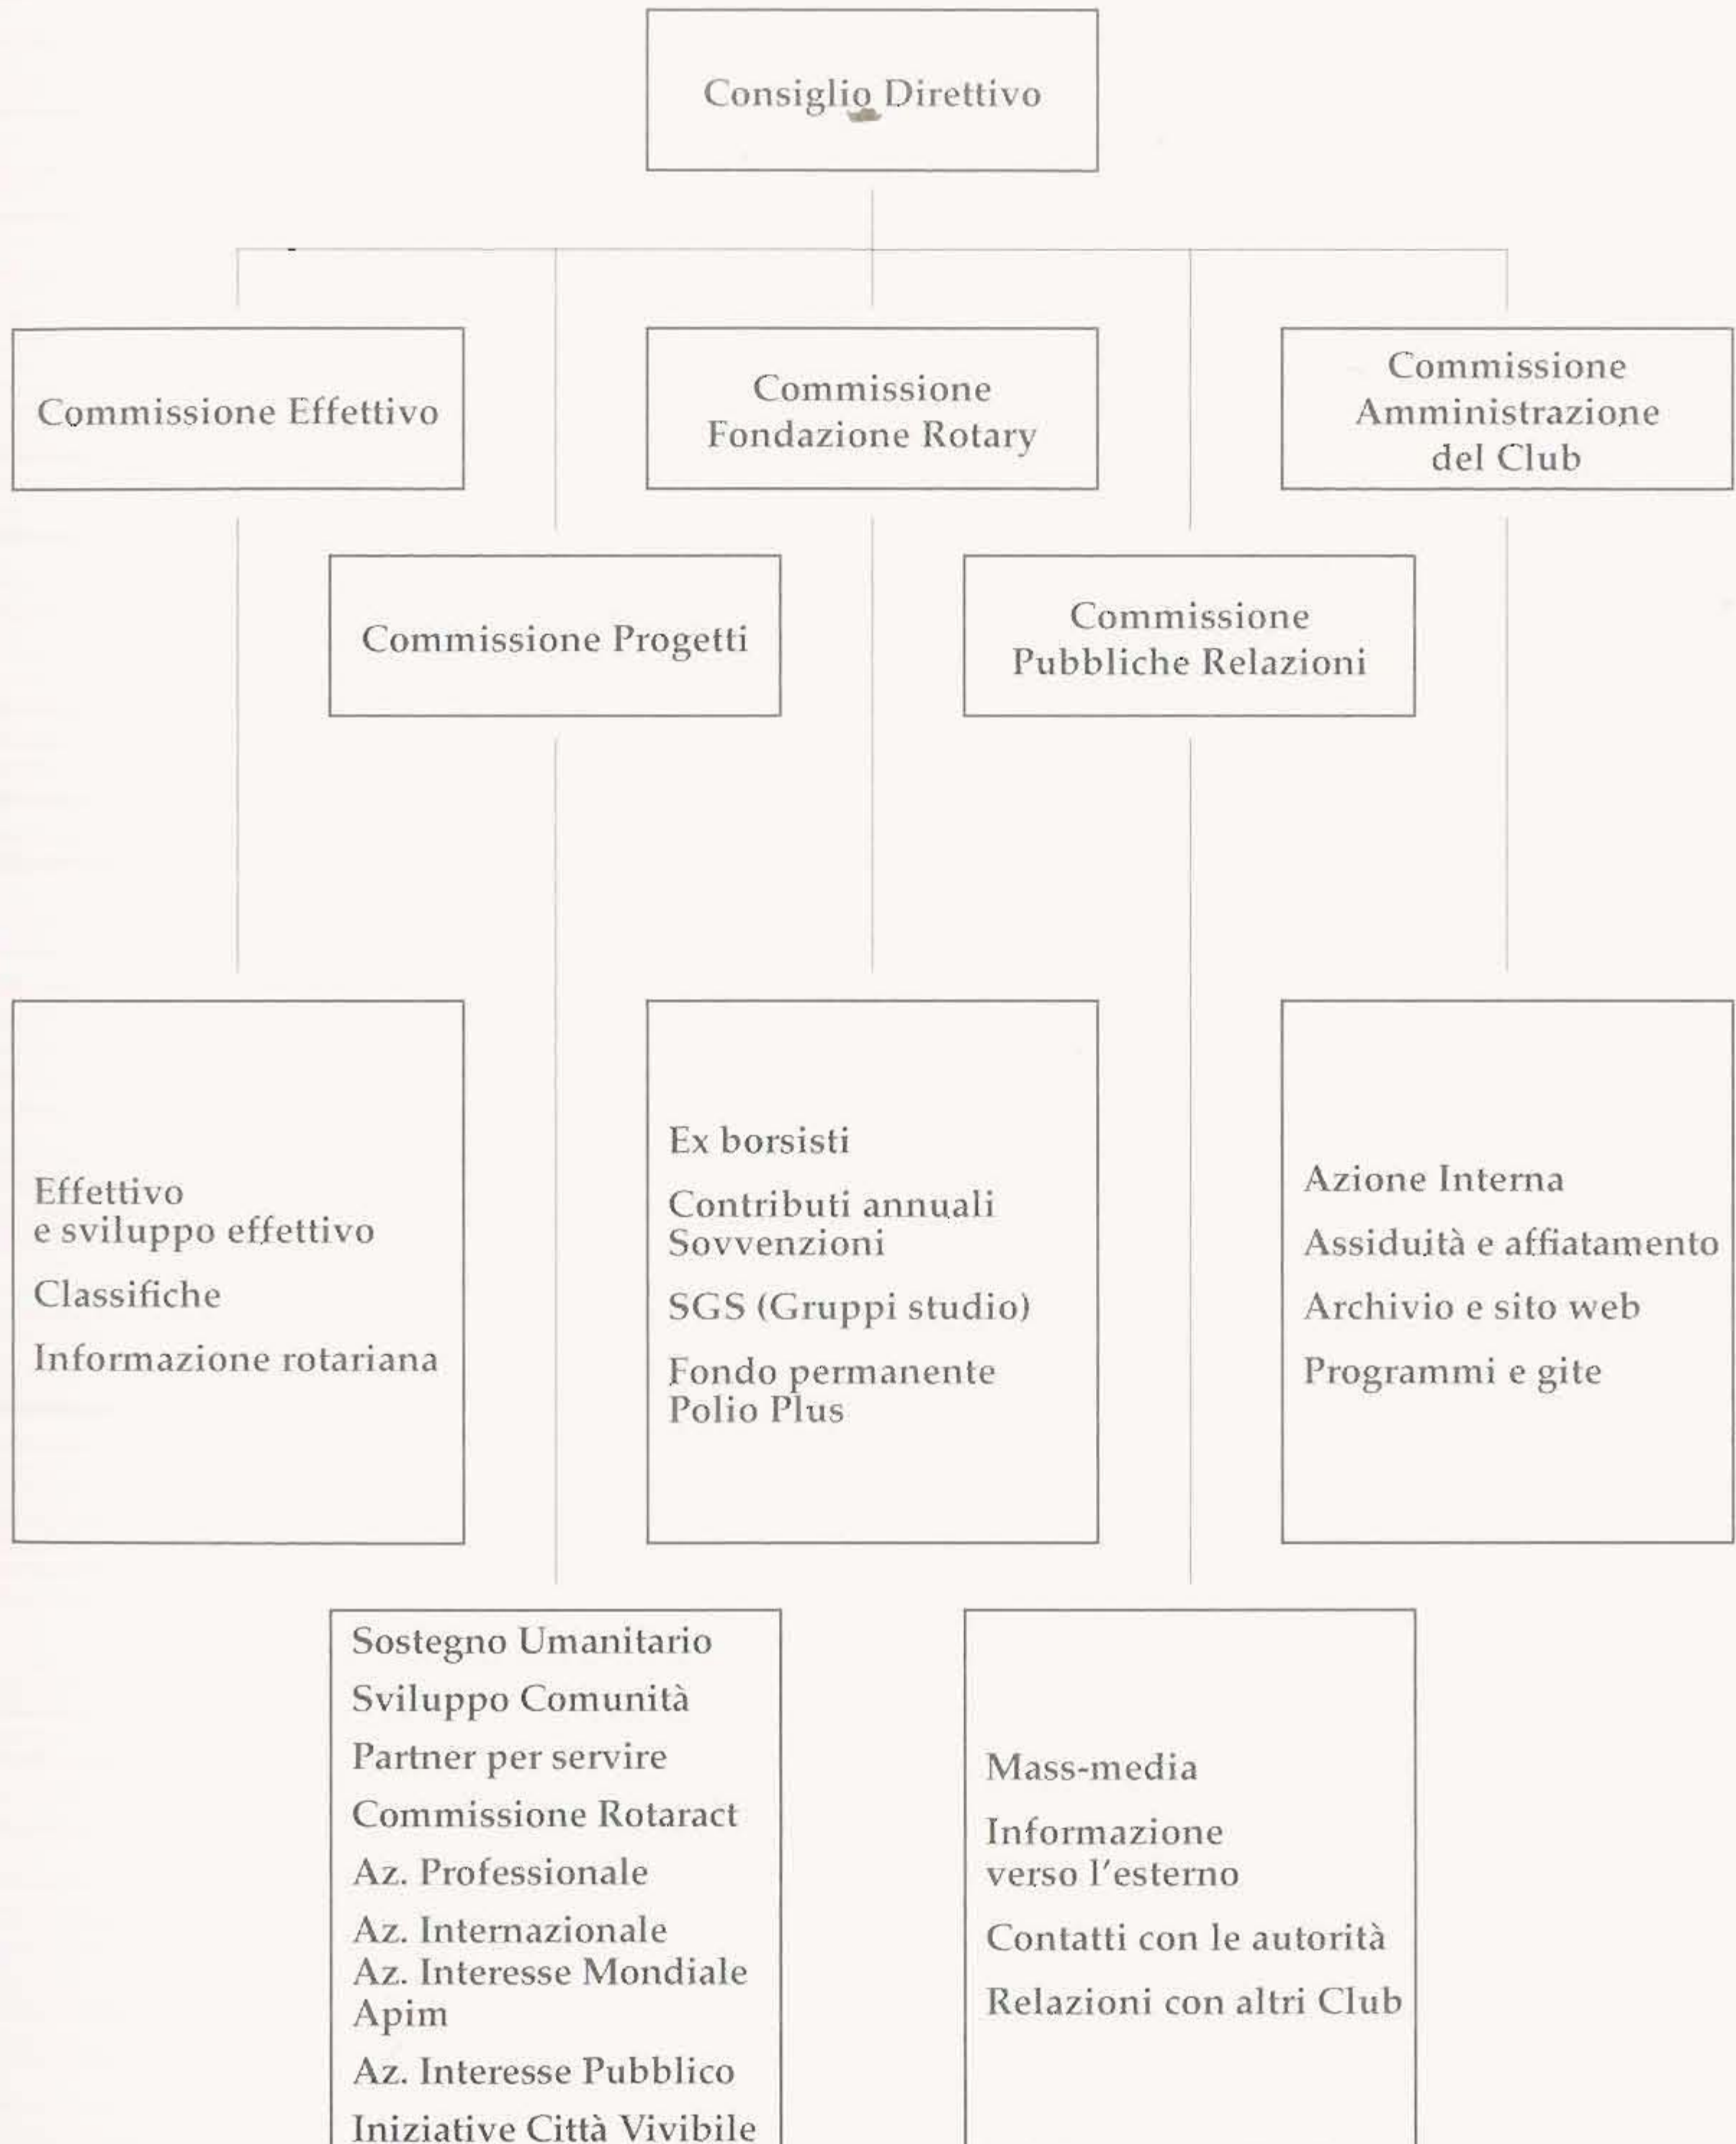 Consiglio Direttivo
Commissione Effettivo
Commissione
Fondazione Rotary
Commissione
Amministrazione
del Club
Commissione Progetti
Commissione
Pubbliche Relazioni
Effettivo
e sviluppo effettivo
Classifiche
Informazione rotariana
Ex borsisti
Contributi annuali
Sovvenzioni
SGS (Gruppi studio)
Fondo permanente
Polio Plus
Azione Interna
Assiduità e affiatamento
Archivio e sito web
Programmi e gite
Sostegno Umanitario
Sviluppo Comunità
Partner per servire
Commissione Rotaract
Az. Professionale
Az. Internazionale
Az. Interesse Mondiale
Apim
Az. Interesse Pubblico
Iniziative Città Vivibile
Mass-media
Informazione
verso l'esterno
Contatti con le autorità
Relazioni con altri Club